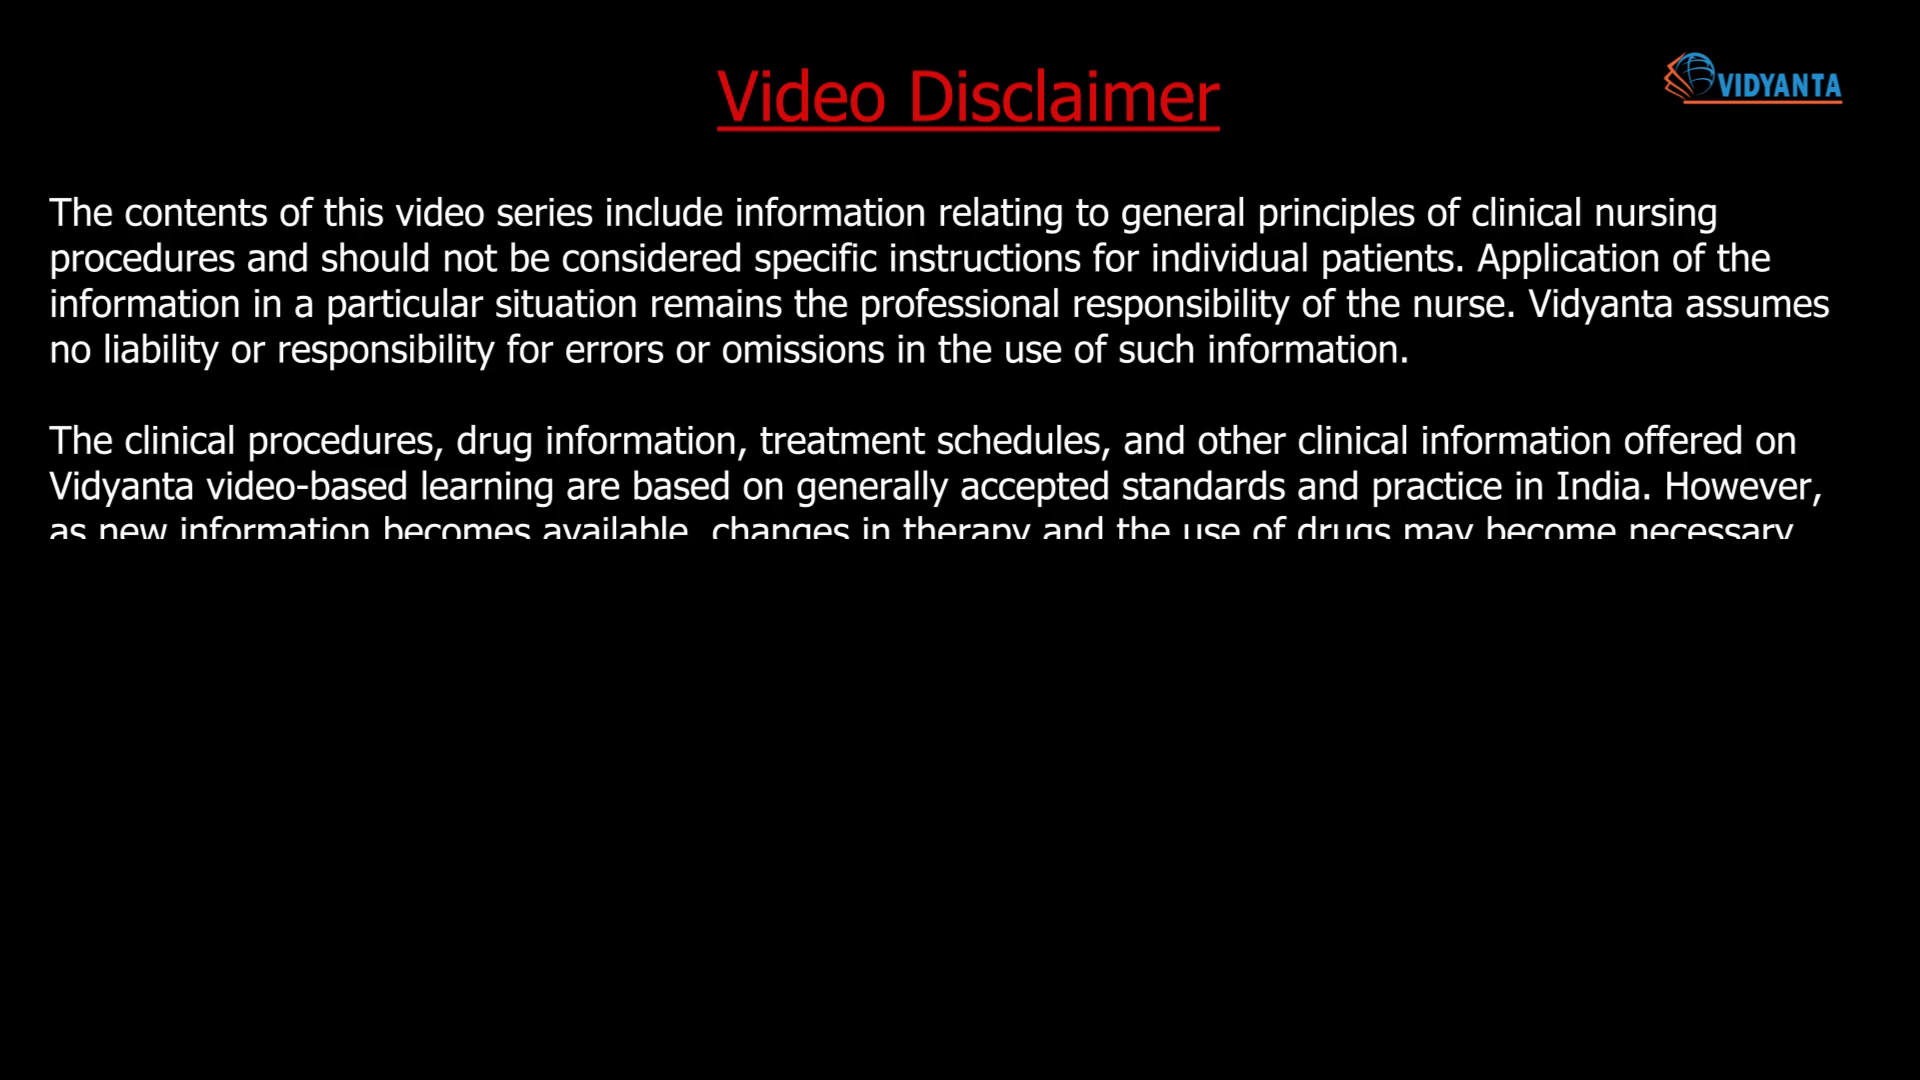 Video Disclaimer
VIDYANTA
The contents of this video series include information relating to general principles of clinical nursing
procedures and should not be considered specific instructions for individual patients. Application of the
information in a particular situation remains the professional responsibility of the nurse. Vidyanta assumes
no liability or responsibility for errors or omissions in the use of such information.
The clinical procedures, drug information, treatment schedules, and other clinical information offered on
Vidyanta video-based learning are based on generally accepted standards and practice in India. However,
as new information becomes available, changes in therapy and the use of drugs may become necessary